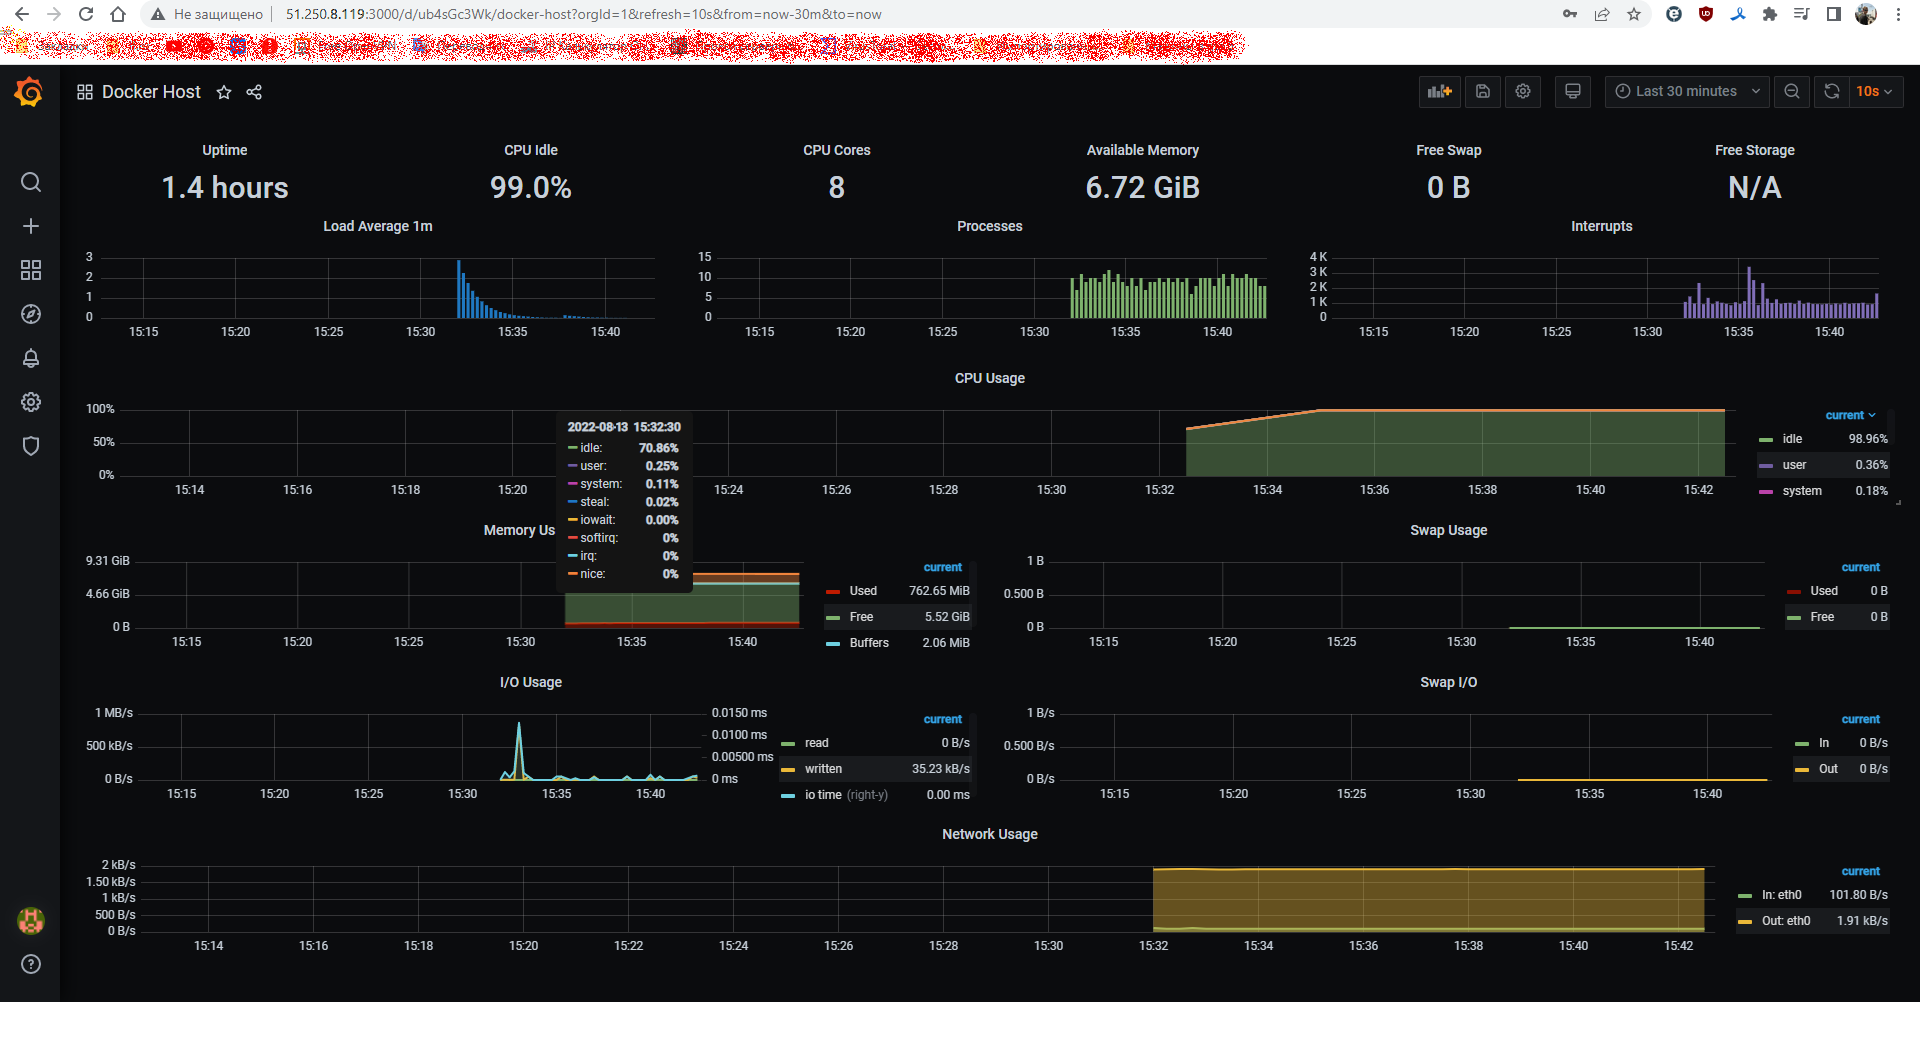 Не защищено 51.250.8.119:3000/d/ub4sGc3Wk/docker-host?orgId=1&refresh=10s&from=now-30m&to=now
Docker Host
Last 30 minutes
10s
Uptime
1.4 hours
CPU Idle
99.0%
CPU Cores
8
Available Memory
6.72 GiB
Free Swap
0 B
Free Storage
N/A
Load Average 1m
3
2
1
0
15:15 15:20 15:25 15:30 15:35 15:40
Processes
15
10
5
0
15:15 15:20 15:25 15:30 15:35 15:40
Interrupts
4 K
3 K
2 K
1 K
0
15:15 15:20 15:25 15:30 15:35 15:40
CPU Usage
100%
50%
0%
15:14 15:16 15:18 15:20 15:24 15:26 15:28 15:30 15:32 15:34 15:36 15:38 15:40 15:42
current
idle 98.96%
user 0.36%
system 0.18%
2022-08-13 15:32:30
idle: 70.86%
user: 0.25%
system: 0.11%
steal: 0.02%
iowait: 0.00%
softirq: 0%
irq: 0%
nice: 0%
Memory Us
9.31 GiB
4.66 GiB
0 B
15:15 15:20 15:25 15:30 15:35 15:40
current
Used 762.65 MiB
Free 5.52 GiB
Buffers 2.06 MiB
Swap Usage
1 B
0.500 B
0 B
15:15 15:20 15:25 15:30 15:35 15:40
current
Used 0 B
Free 0 B
I/O Usage
1 MB/s
500 kB/s
0 B/s
0.0150 ms
0.0100 ms
0.00500 ms
0 ms
15:15 15:20 15:25 15:30 15:35 15:40
current
read 0 B/s
written 35.23 kB/s
io time (right-y) 0.00 ms
Swap I/O
1 B/s
0.500 B/s
0 B/s
15:15 15:20 15:25 15:30 15:35 15:40
current
In 0 B/s
Out 0 B/s
Network Usage
2 kB/s
1.50 kB/s
1 kB/s
500 B/s
0 B/s
15:14 15:16 15:18 15:20 15:22 15:24 15:26 15:28 15:30 15:32 15:34 15:36 15:38 15:40 15:42
current
In: eth0 101.80 B/s
Out: eth0 1.91 kB/s